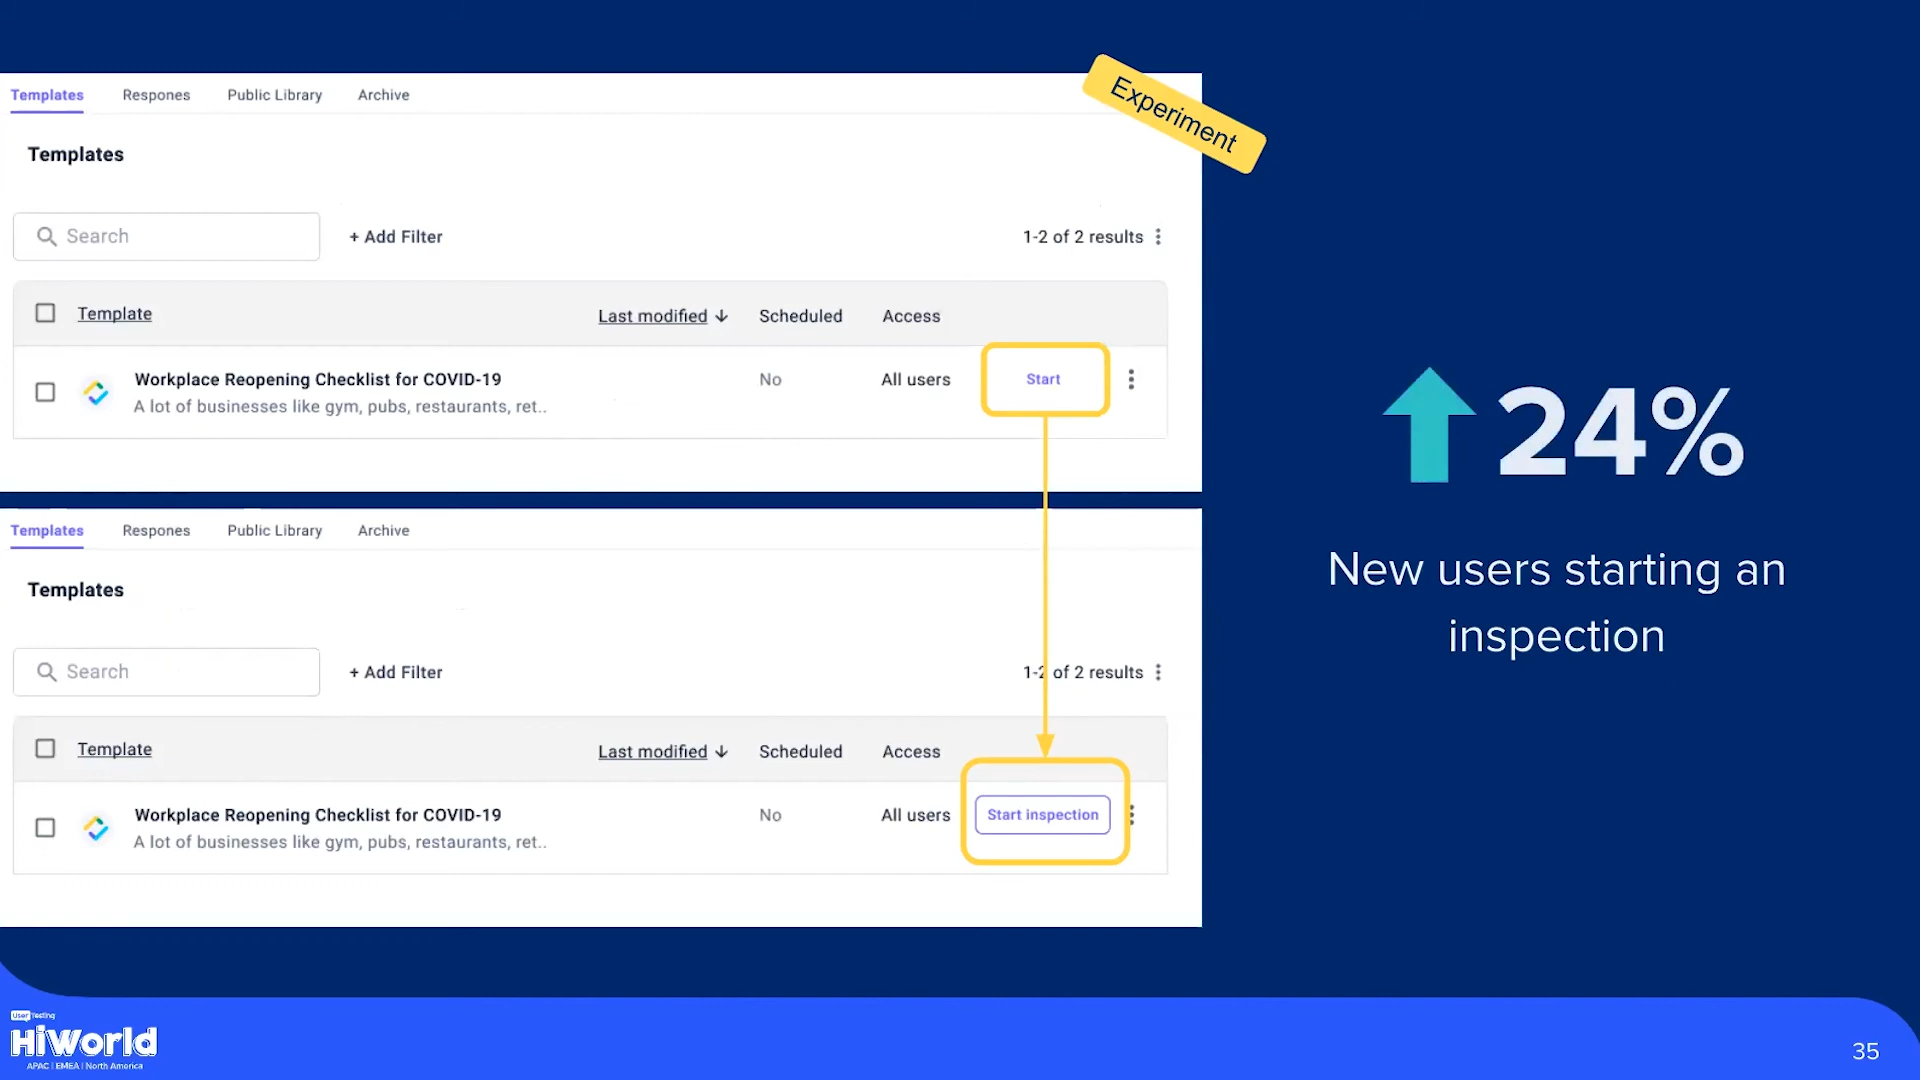 Experiment
Templates Respones Public Library Archive
Templates
Search + Add Filter 1-2 of 2 results
Template Last modified ↓ Scheduled Access
Workplace Reopening Checklist for COVID-19 No All users Start
A lot of businesses like gym, pubs, restaurants, ret..
Templates Respones Public Library Archive
Templates
Search + Add Filter 1-2 of 2 results
Template Last modified ↓ Scheduled Access
Workplace Reopening Checklist for COVID-19 No All users Start inspection
A lot of businesses like gym, pubs, restaurants, ret..
24%
New users starting an
inspection
UserTesting
HiWorld
APAC | EMEA | North America
35